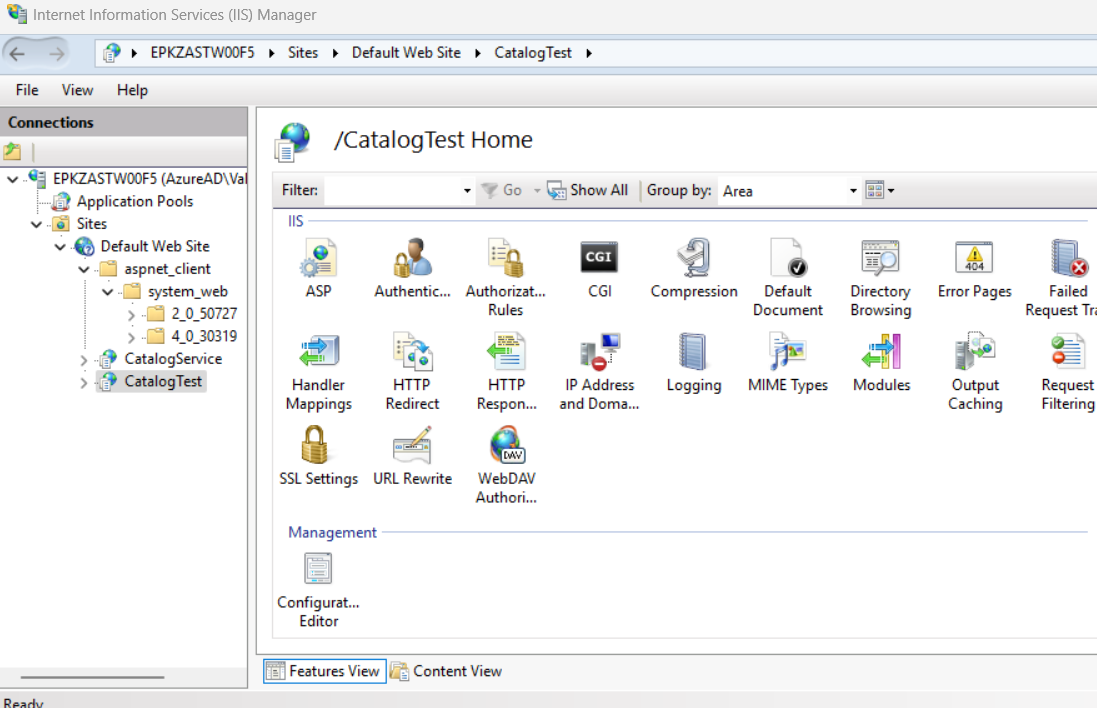 Internet Information Services (IIS) Manager
EPKZASTW00F5 Sites Default Web Site CatalogTest
File View Help
Connections
EPKZASTW00F5 (AzureAD\Val
Application Pools
Sites
Default Web Site
aspnet_client
system_web
2_0_50727
4_0_30319
CatalogService
CatalogTest
/CatalogTest Home
Filter: Go Show All Group by: Area
IIS
ASP
Authentic...
Authorizat...
Rules
CGI
CGI
Compression
Default
Document
Directory
Browsing
404
Error Pages
Failed
Request Tra
Handler
Mappings
HTTP
Redirect
HTTP
Respon...
IP Address
and Doma...
Logging
MIME Types
Modules
Output
Caching
Request
Filtering
SSL Settings
URL Rewrite
DAV
WebDAV
Authori...
Management
Configurat...
Editor
Features View Content View
Ready